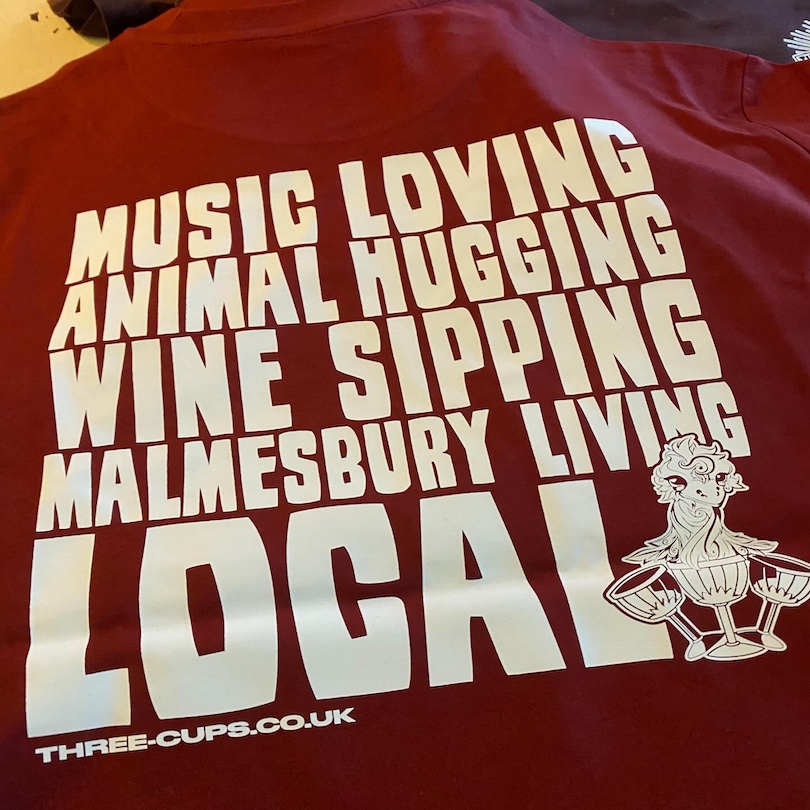 MUSIC LOVING
ANIMAL HUGGING
WINE SIPPING
MALMESBURY LIVING
LOCAL
THREE-CUPS.CO.UK